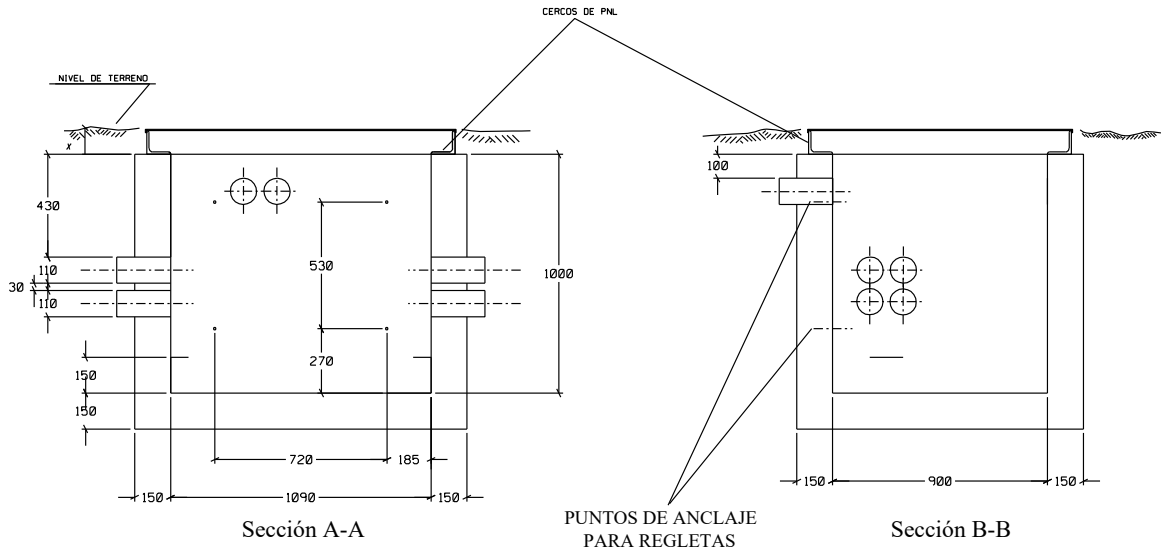 CERCOS DE PNL
NIVEL DE TERRENO
x
100
430
110
30
110
530
1000
270
150
150
720
185
150
1090
150
150
900
150
Sección A-A
PUNTOS DE ANCLAJE
PARA REGLETAS
Sección B-B